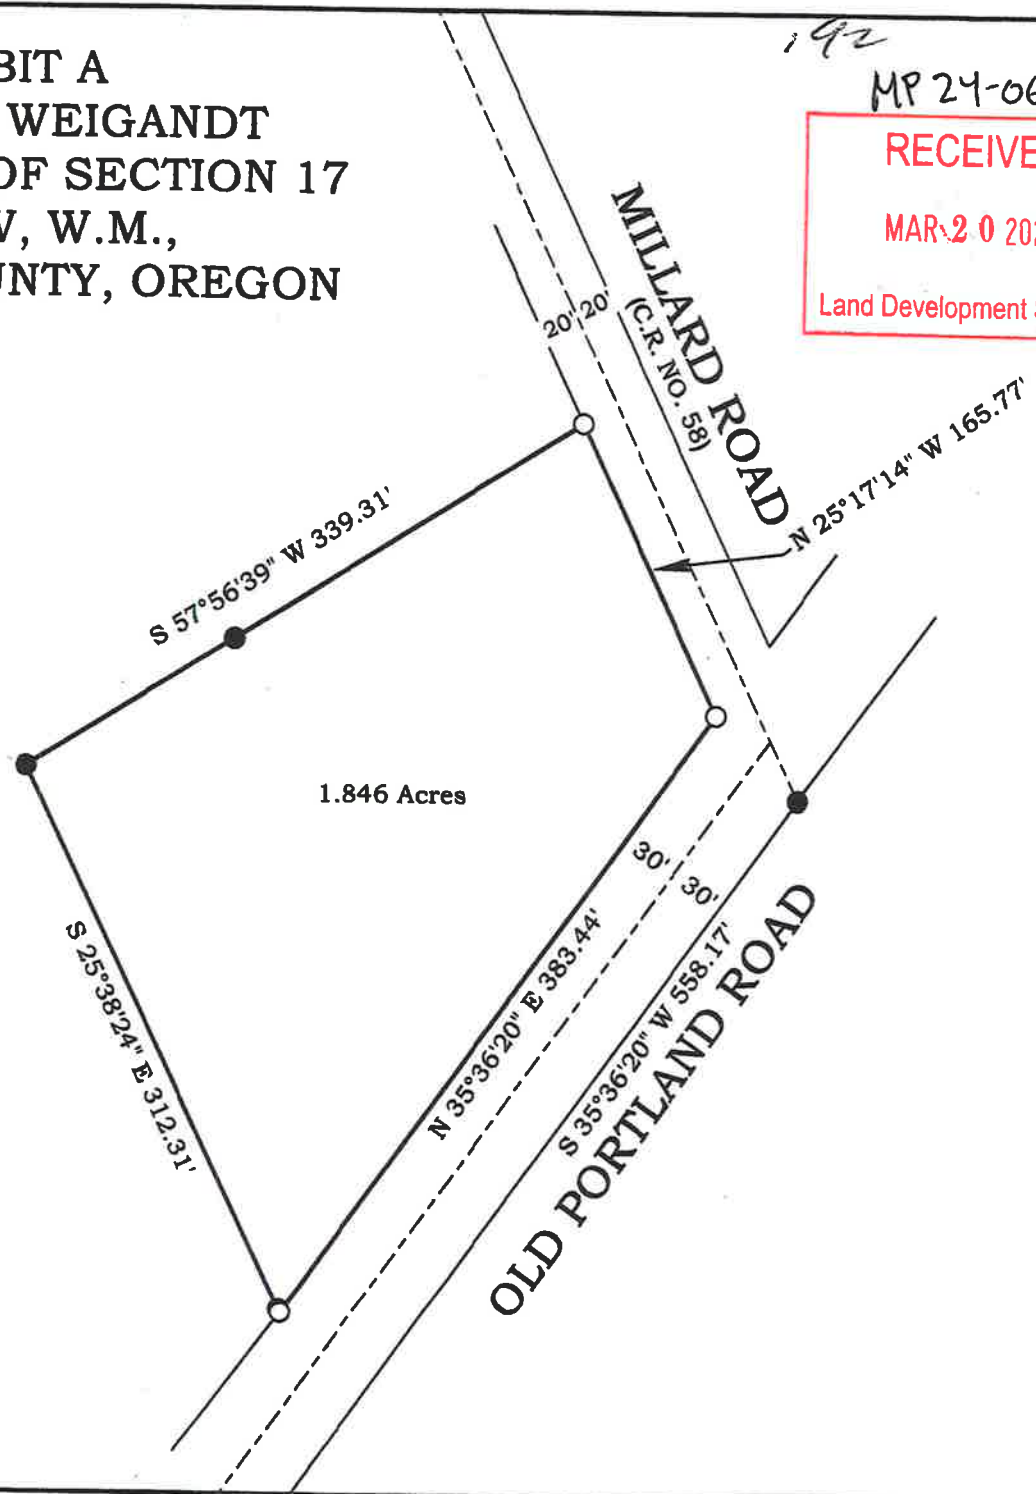 BIT A
WEIGANDT
OF SECTION 17
W, W.M.,
UNTY, OREGON
192
MP 24-06
RECEIVE
MAR 20 202
Land Development S
MILLARD ROAD
(C.R. NO. 58)
20' 20'
N 25°17'14" W 165.77'
S 57°56'39" W 339.31'
1.846 Acres
30'
30'
S 25°38'24" E 312.31'
N 35°36'20" E 383.44'
S 35°36'20" W 558.17'
OLD PORTLAND ROAD